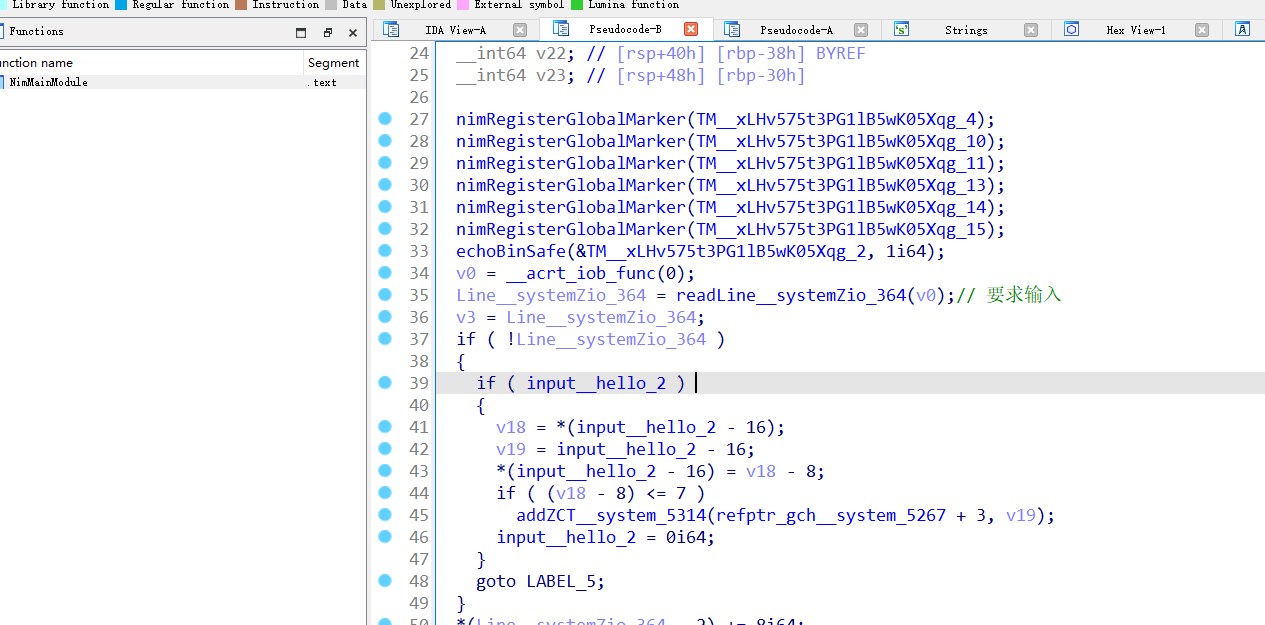 Library function Regular function Instruction Data Unexplored External symbol Lumina function
Functions
IDA View-A Pseudocode-B Pseudocode-A Strings Hex View-1
unction name Segment
NimMainModule .text
24 __int64 v22; // [rsp+40h] [rbp-38h] BYREF
25 __int64 v23; // [rsp+48h] [rbp-30h]
26
27 nimRegisterGlobalMarker(TM__xLHv575t3PG1lB5wK05Xqg_4);
28 nimRegisterGlobalMarker(TM__xLHv575t3PG1lB5wK05Xqg_10);
29 nimRegisterGlobalMarker(TM__xLHv575t3PG1lB5wK05Xqg_11);
30 nimRegisterGlobalMarker(TM__xLHv575t3PG1lB5wK05Xqg_13);
31 nimRegisterGlobalMarker(TM__xLHv575t3PG1lB5wK05Xqg_14);
32 nimRegisterGlobalMarker(TM__xLHv575t3PG1lB5wK05Xqg_15);
33 echoBinSafe(&TM__xLHv575t3PG1lB5wK05Xqg_2, 1i64);
34 v0 = __acrt_iob_func(0);
35 Line__systemZio_364 = readLine__systemZio_364(v0);// 要求输入
36 v3 = Line__systemZio_364;
37 if ( !Line__systemZio_364 )
38 {
39 if ( input__hello_2 )
40 {
41 v18 = *(input__hello_2 - 16);
42 v19 = input__hello_2 - 16;
43 *(input__hello_2 - 16) = v18 - 8;
44 if ( (v18 - 8) <= 7 )
45 addZCT__system_5314(refptr_gch__system_5267 + 3, v19);
46 input__hello_2 = 0i64;
47 }
48 goto LABEL_5;
49 }
50 *(Line__systemZio_364 - 2) += 8i64;